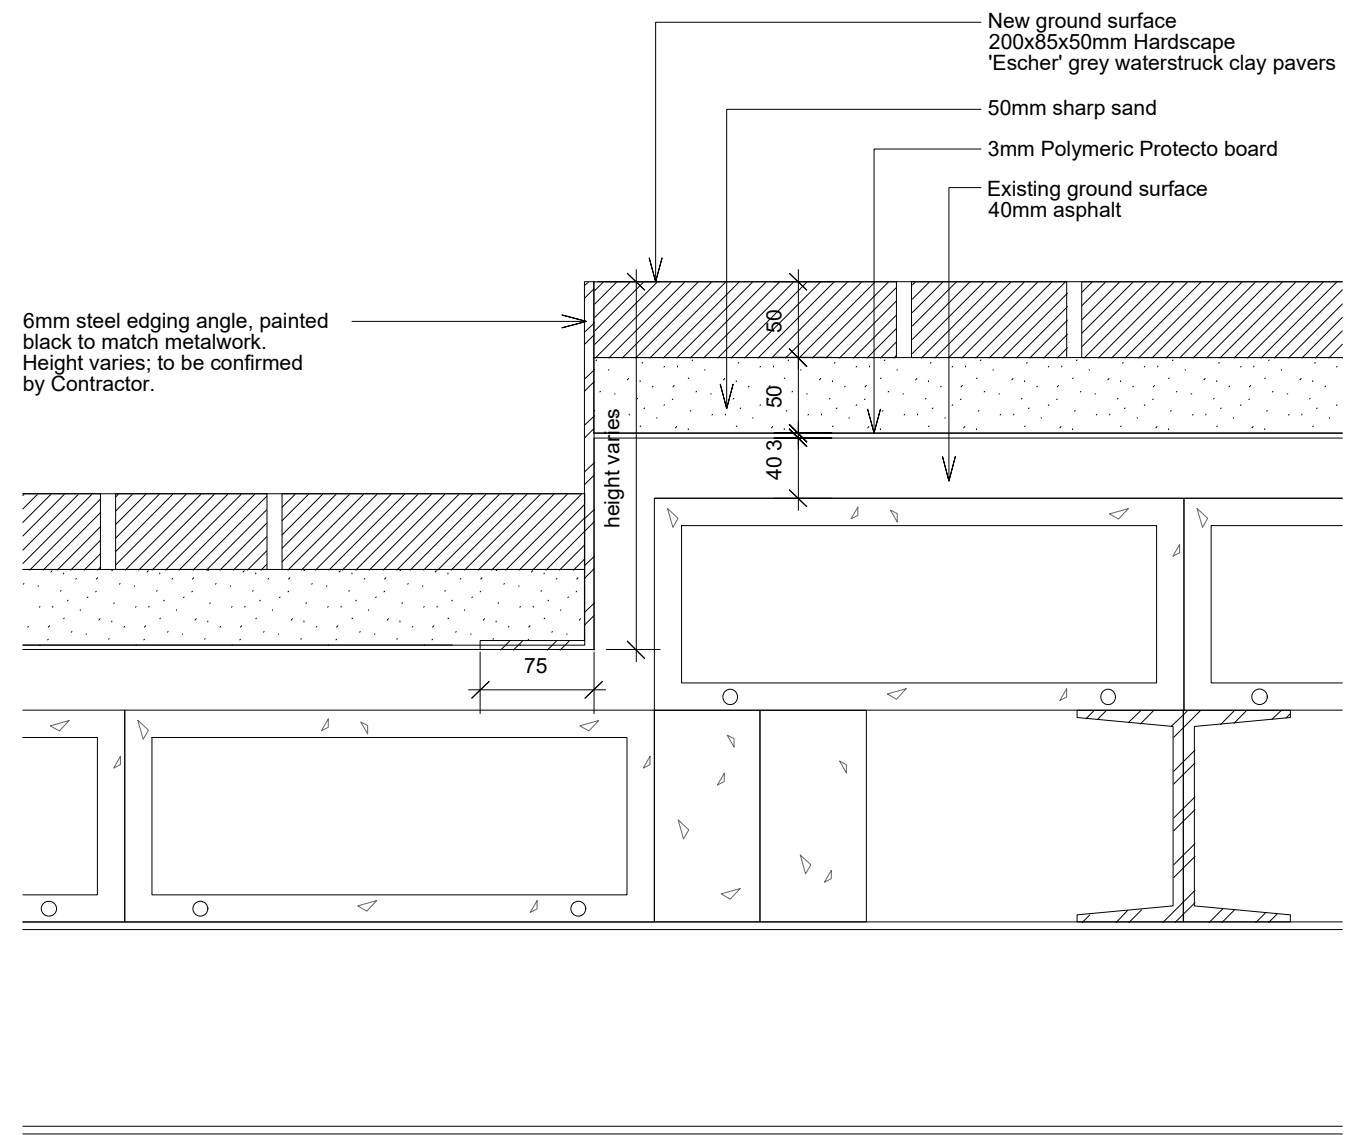 New ground surface
200x85x50mm Hardscape
'Escher' grey waterstruck clay pavers
50mm sharp sand
3mm Polymeric Protecto board
Existing ground surface
40mm asphalt
6mm steel edging angle, painted
black to match metalwork.
Height varies; to be confirmed
by Contractor.
50
50
3
40
height varies
75